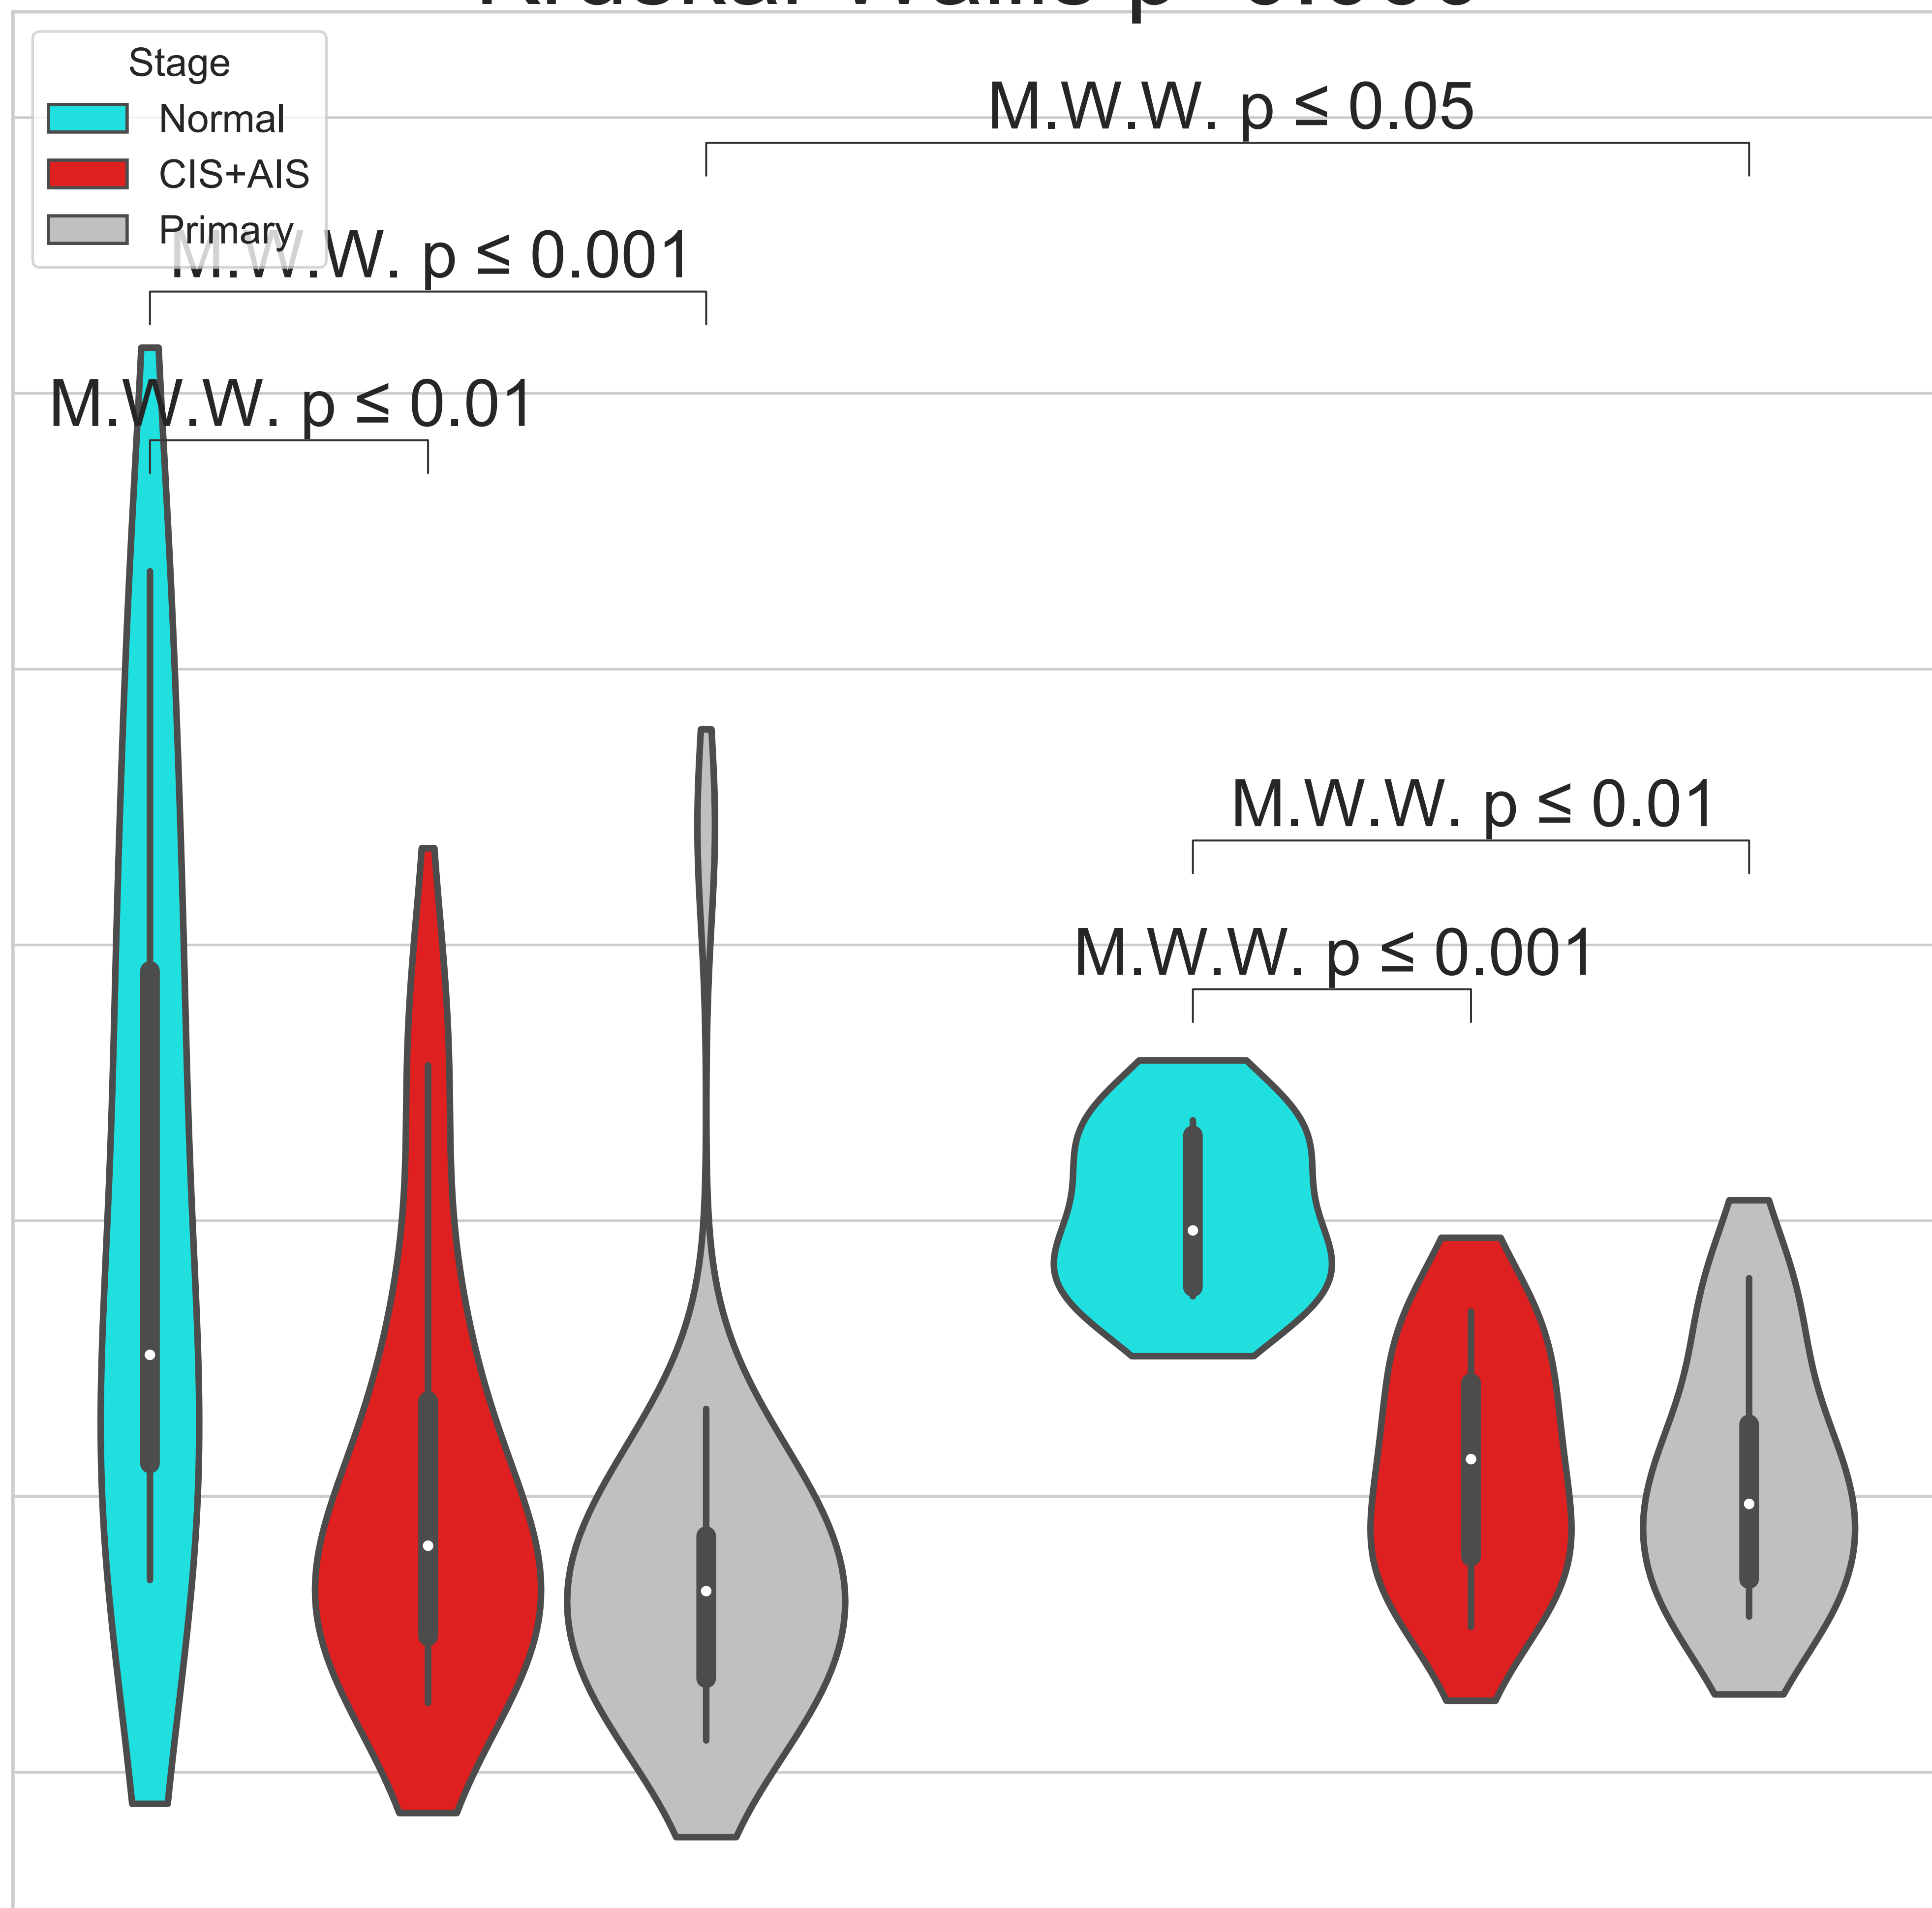 Stage
Normal
CIS+AIS
Primary
M.W.W. p ≤ 0.05
M.W.W. p ≤ 0.001
M.W.W. p ≤ 0.01
M.W.W. p ≤ 0.01
M.W.W. p ≤ 0.001